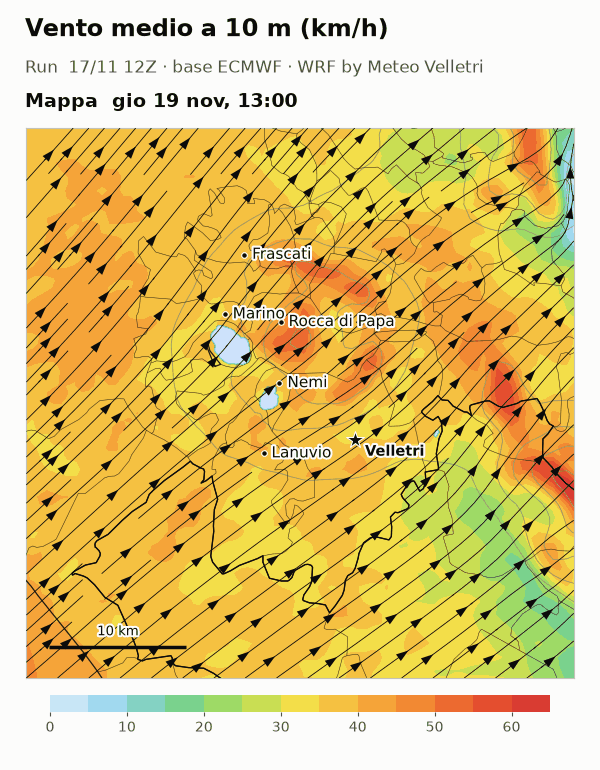 Vento medio a 10 m (km/h)
Run  17/11 12Z · base ECMWF · WRF by Meteo Velletri
Mappa  gio 19 nov, 13:00
Frascati
Marino
Rocca di Papa
Nemi
Velletri
Lanuvio
10 km
0 10 20 30 40 50 60